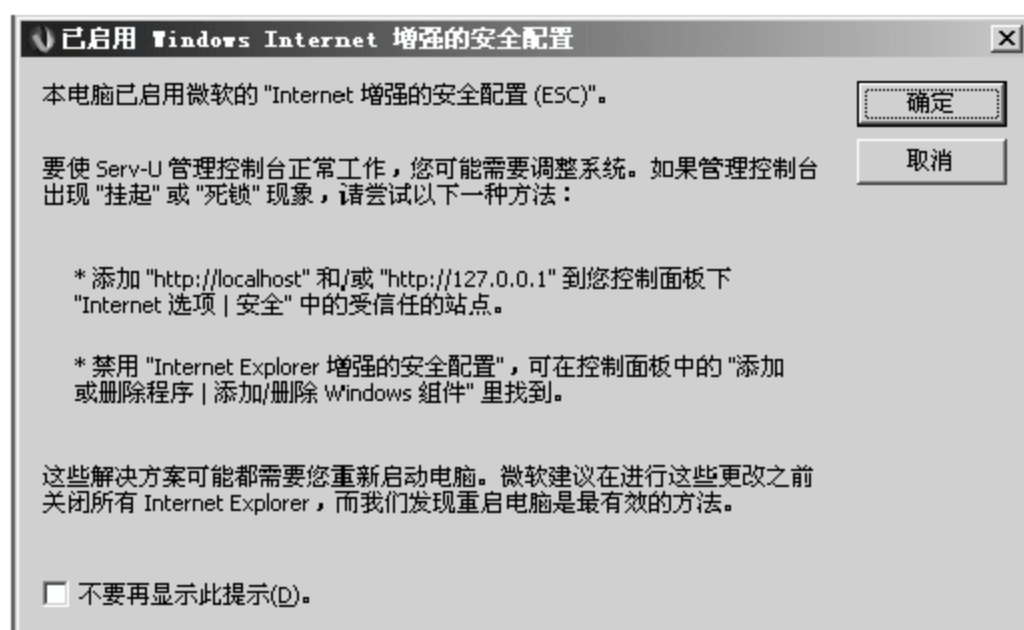 已启用 Windows Internet 增强的安全配置
本电脑已启用微软的 "Internet 增强的安全配置 (ESC)"。
确定
要使 Serv-U 管理控制台正常工作，您可能需要调整系统。如果管理控制台
出现 "挂起" 或 "死锁" 现象，请尝试以下一种方法：
取消
* 添加 "http://localhost" 和/或 "http://127.0.0.1" 到您控制面板下
"Internet 选项 | 安全" 中的受信任的站点。
* 禁用 "Internet Explorer 增强的安全配置"，可在控制面板中的 "添加
或删除程序 | 添加/删除 Windows 组件" 里找到。
这些解决方案可能都需要您重新启动电脑。微软建议在进行这些更改之前
关闭所有 Internet Explorer，而我们发现重启电脑是最有效的方法。
不要再显示此提示(D)。